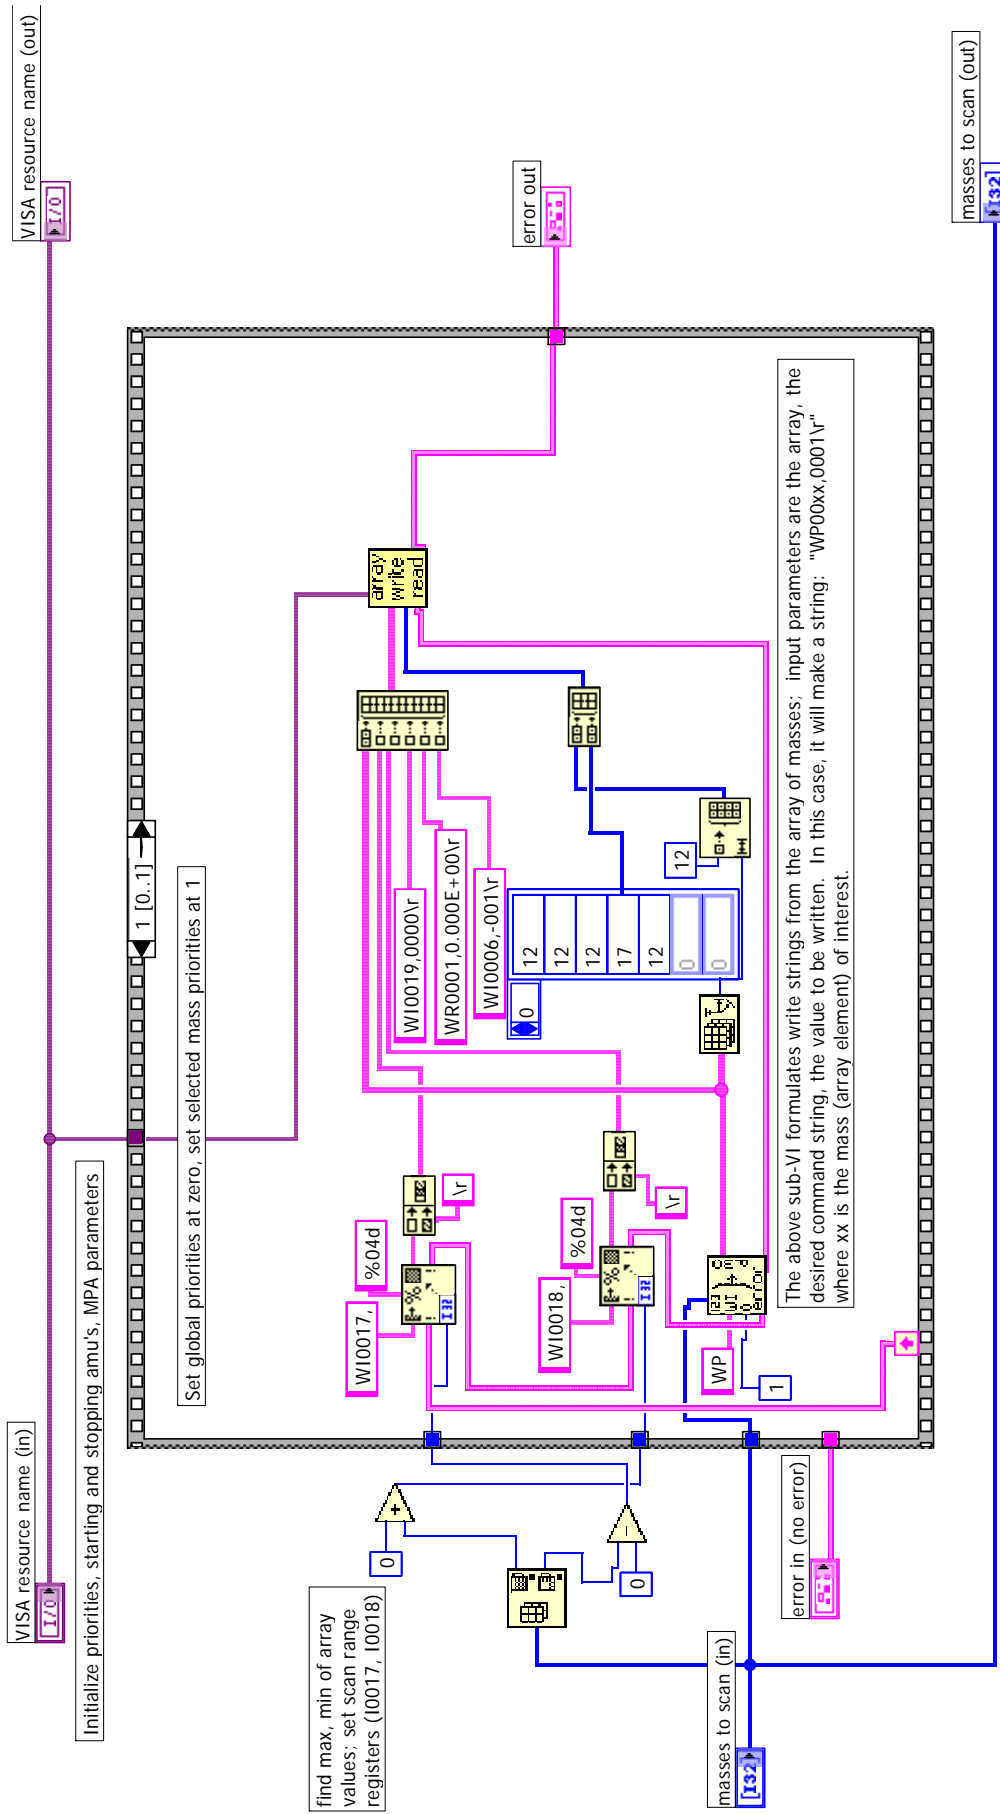 VISA resource name (in)
I/O
VISA resource name (out)
I/O
Initialize priorities, starting and stopping amu's, MPA parameters
1 [0..1]
Set global priorities at zero, set selected mass priorities at 1
find max, min of array
values; set scan range
registers (I0017, I0018)
0
+
-
0
WI0017,
%04d
I32
\r
WI0018,
%04d
I32
\r
WI0019,0000\r
WR0001,0.000E+00\r
WI0006,-001\r
0
12
12
12
17
12
0
0
12
array
write
read
WP
1
error out
The above sub-VI formulates write strings from the array of masses; input parameters are the array, the
desired command string, the value to be written. In this case, it will make a string: "WP00xx,0001\r"
where xx is the mass (array element) of interest.
error in (no error)
masses to scan (in)
[I32]
masses to scan (out)
I32]